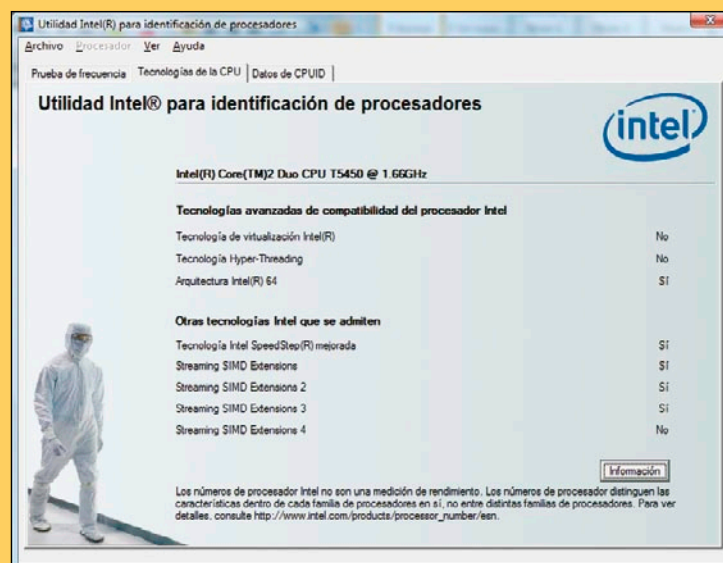 Utilidad Intel(R) para identificación de procesadores
Archivo Procesador Ver Ayuda
Prueba de frecuencia Tecnologías de la CPU Datos de CPUID
Utilidad Intel® para identificación de procesadores
intel
Intel(R) Core(TM)2 Duo CPU T5450 @ 1.66GHz
Tecnologías avanzadas de compatibilidad del procesador Intel
Tecnología de virtualización Intel(R) No
Tecnología Hyper-Threading No
Arquitectura Intel(R) 64 Sí
Otras tecnologías Intel que se admiten
Tecnología Intel SpeedStep(R) mejorada Sí
Streaming SIMD Extensions Sí
Streaming SIMD Extensions 2 Sí
Streaming SIMD Extensions 3 Sí
Streaming SIMD Extensions 4 No
Información
Los números de procesador Intel no son una medición de rendimiento. Los números de procesador distinguen las
características dentro de cada familia de procesadores en sí, no entre distintas familias de procesadores. Para ver
detalles, consulte http://www.intel.com/products/processor_number/esn.